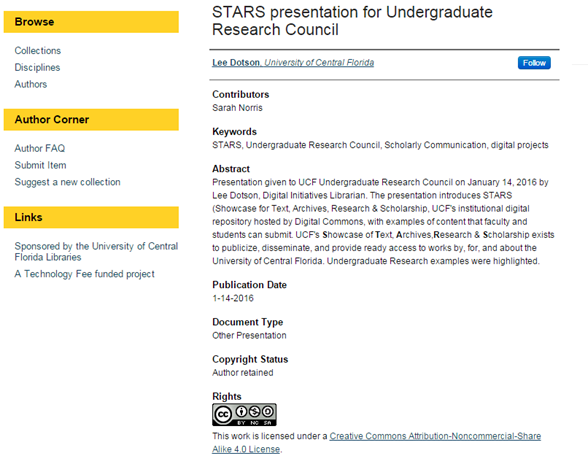 Browse
Collections
Disciplines
Authors
Author Corner
Author FAQ
Submit Item
Suggest a new collection
Links
Sponsored by the University of Central
Florida Libraries
A Technology Fee funded project
STARS presentation for Undergraduate
Research Council
Lee Dotson, University of Central Florida
Follow
Contributors
Sarah Norris
Keywords
STARS, Undergraduate Research Council, Scholarly Communication, digital projects
Abstract
Presentation given to UCF Undergraduate Research Council on January 14, 2016 by
Lee Dotson, Digital Initiatives Librarian. The presentation introduces STARS
(Showcase for Text, Archives, Research & Scholarship, UCF's institutional digital
repository hosted by Digital Commons, with examples of content that faculty and
students can submit. UCF's Showcase of Text, Archives,Research & Scholarship exists
to publicize, disseminate, and provide ready access to works by, for, and about the
University of Central Florida. Undergraduate Research examples were highlighted.
Publication Date
1-14-2016
Document Type
Other Presentation
Copyright Status
Author retained
Rights
cc
BY NC SA
This work is licensed under a Creative Commons Attribution-Noncommercial-Share
Alike 4.0 License.